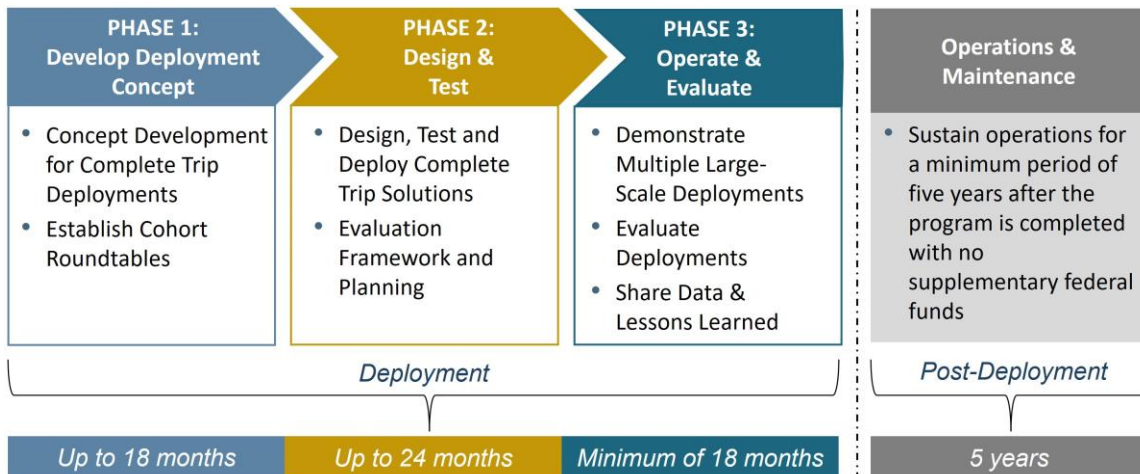 PHASE 1:
Develop Deployment
Concept
• Concept Development
for Complete Trip
Deployments
• Establish Cohort
Roundtables
PHASE 2:
Design &
Test
• Design, Test and
Deploy Complete
Trip Solutions
• Evaluation
Framework and
Planning
PHASE 3:
Operate &
Evaluate
• Demonstrate
Multiple Large-
Scale Deployments
• Evaluate
Deployments
• Share Data &
Lessons Learned
Operations &
Maintenance
• Sustain operations for
a minimum period of
five years after the
program is completed
with no
supplementary federal
funds
Deployment
Post-Deployment
Up to 18 months
Up to 24 months
Minimum of 18 months
5 years